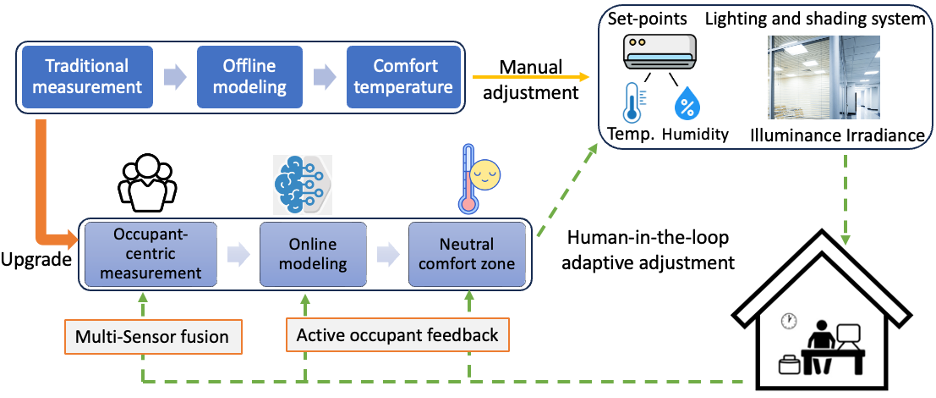 Set-points
Lighting and shading system
Traditional
measurement
Offline
modeling
Comfort
temperature
Manual
adjustment
%
Temp.
Humidity
Illuminance Irradiance
Upgrade
Occupant-
centric
measurement
Online
modeling
Neutral
comfort zone
Human-in-the-loop
adaptive adjustment
Multi-Sensor fusion
Active occupant feedback